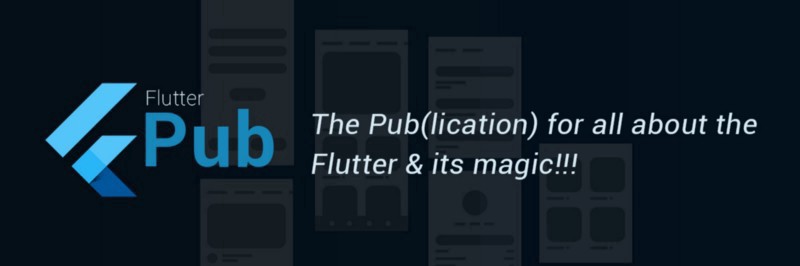 Flutter
Pub
The Pub(lication) for all about the
Flutter & its magic!!!